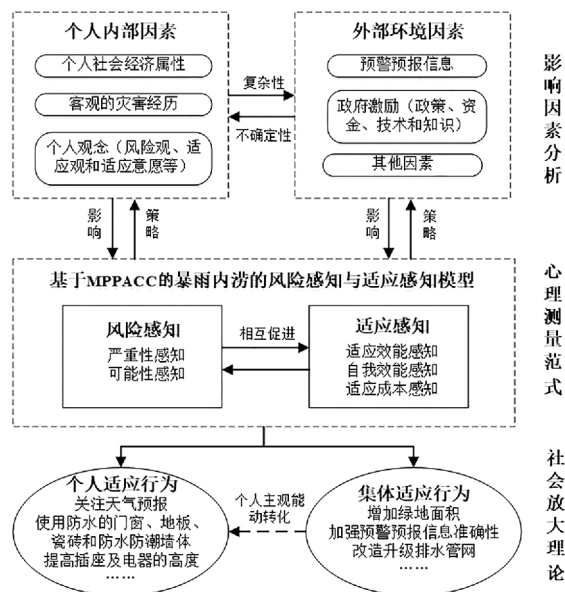 个人内部因素
个人社会经济属性
客观的灾害经历
个人观念（风险观、适
应观和适应意愿等）
复杂性
不确定性
外部环境因素
预警预报信息
政府激励（政策、资
金、技术和知识）
其他因素
影响因素分析
影响
策略
影响
策略
基于MPPACC的暴雨内涝的风险感知与适应感知模型
风险感知
严重性感知
可能性感知
相互促进
适应感知
适应效能感知
自我效能感知
适应成本感知
心理测量范式
个人适应行为
关注天气预报
使用防水的门窗、地板、
瓷砖和防水防潮墙体
提高插座及电器的高度
……
个人主观能
动转化
集体适应行为
增加绿地面积
加强预警预报信息准确性
改造升级排水管网
……
社会放大理论